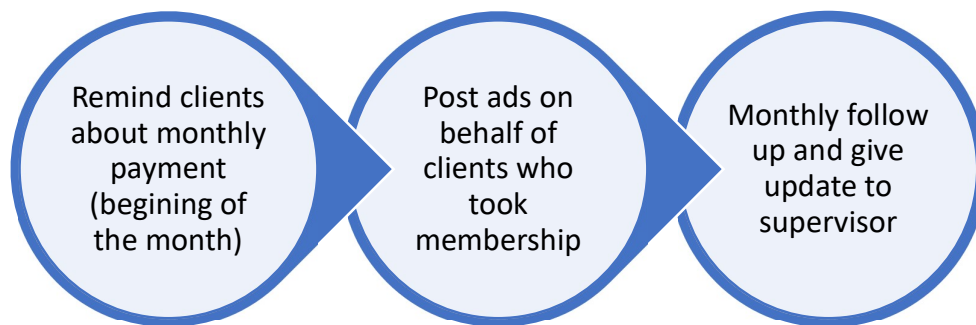 Remind clients
about monthly
payment
(begining of
the month)
Post ads on
behalf of
clients who
took
membership
Monthly follow
up and give
update to
supervisor